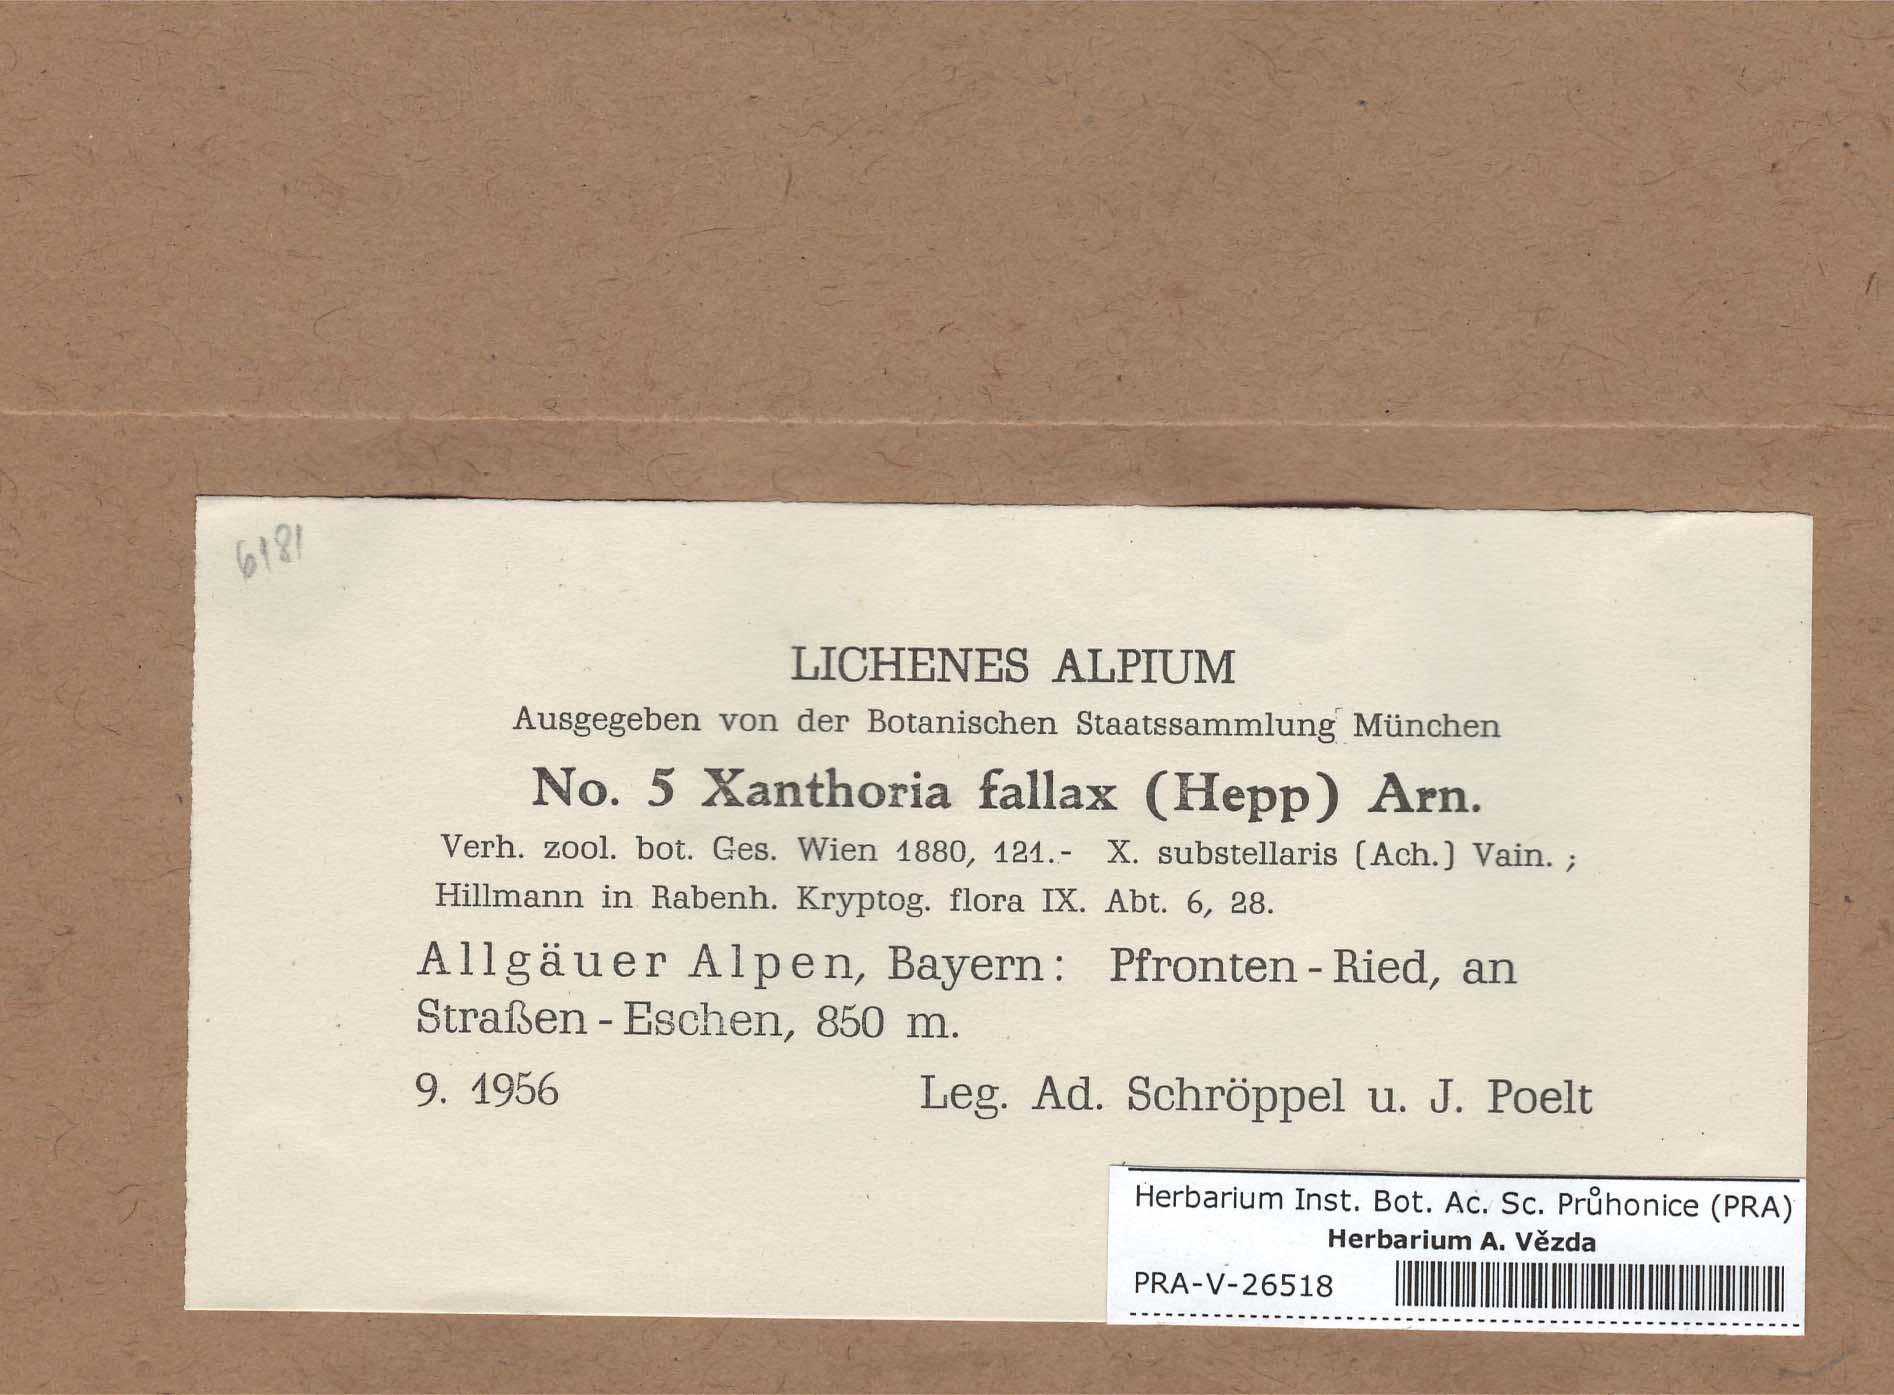 6181
LICHENES ALPIUM
Ausgegeben von der Botanischen Staatssammlung München
No. 5 Xanthoria fallax (Hepp) Arn.
Verh. zool. bot. Ges. Wien 1880, 121.- X. substellaris (Ach.) Vain. ;
Hillmann in Rabenh. Kryptog. flora IX. Abt. 6, 28.
Allgäuer Alpen, Bayern: Pfronten - Ried, an
Straßen - Eschen, 850 m.
9. 1956 Leg. Ad. Schröppel u. J. Poelt
Herbarium Inst. Bot. Ac. Sc. Průhonice (PRA)
Herbarium A. Vězda
PRA-V-26518